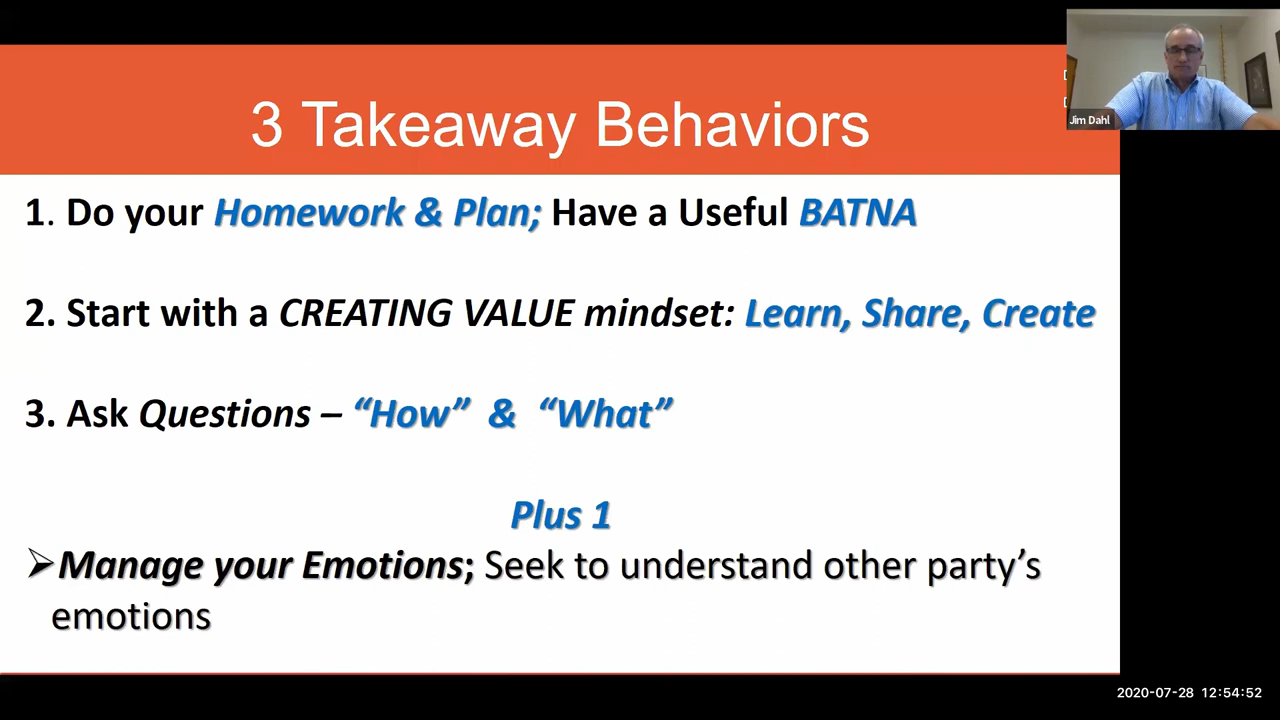 3 Takeaway Behaviors
Jim Dahl
1. Do your Homework & Plan; Have a Useful BATNA
2. Start with a CREATING VALUE mindset: Learn, Share, Create
3. Ask Questions – “How” & “What”
Plus 1
➢Manage your Emotions; Seek to understand other party’s
emotions
2020-07-28 12:54:52